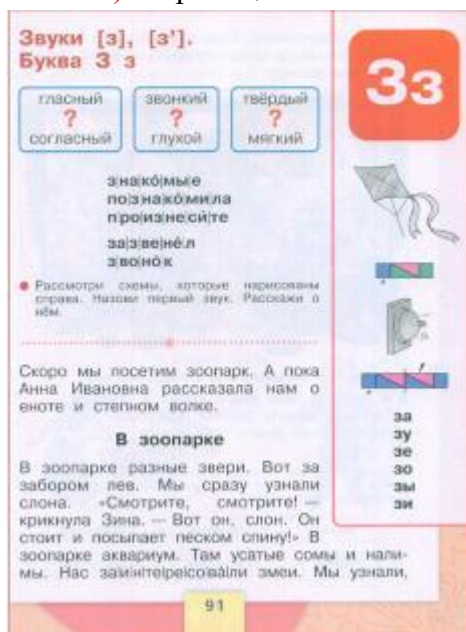 Звуки [з], [з’].
Буква З з
Зз
гласный
?
согласный
звонкий
?
глухой
твёрдый
?
мягкий
з|на|ко́|мы|е
по|з|на|ко́|ми|ла
п|ро|и|з|не|си́|те
за|з|ве|не́|л
з|во|но́|к
Рассмотри схемы, которые нарисованы
справа. Назови первый звук. Расскажи о
нём.
Скоро мы посетим зоопарк. А пока
Анна Ивановна рассказала нам о
еноте и степном волке.
В зоопарке
В зоопарке разные звери. Вот за
забором лев. Мы сразу узнали
слона. «Смотрите, смотрите! —
крикнула Зина. — Вот он, слон. Он
стоит и посыпает песком спину!» В
зоопарке аквариум. Там усатые сомы и нали-
мы. Нас за|и|н|те|ре|со|ва́|ли змеи. Мы узнали,
за
зу
зе
зо
зы
зи
91